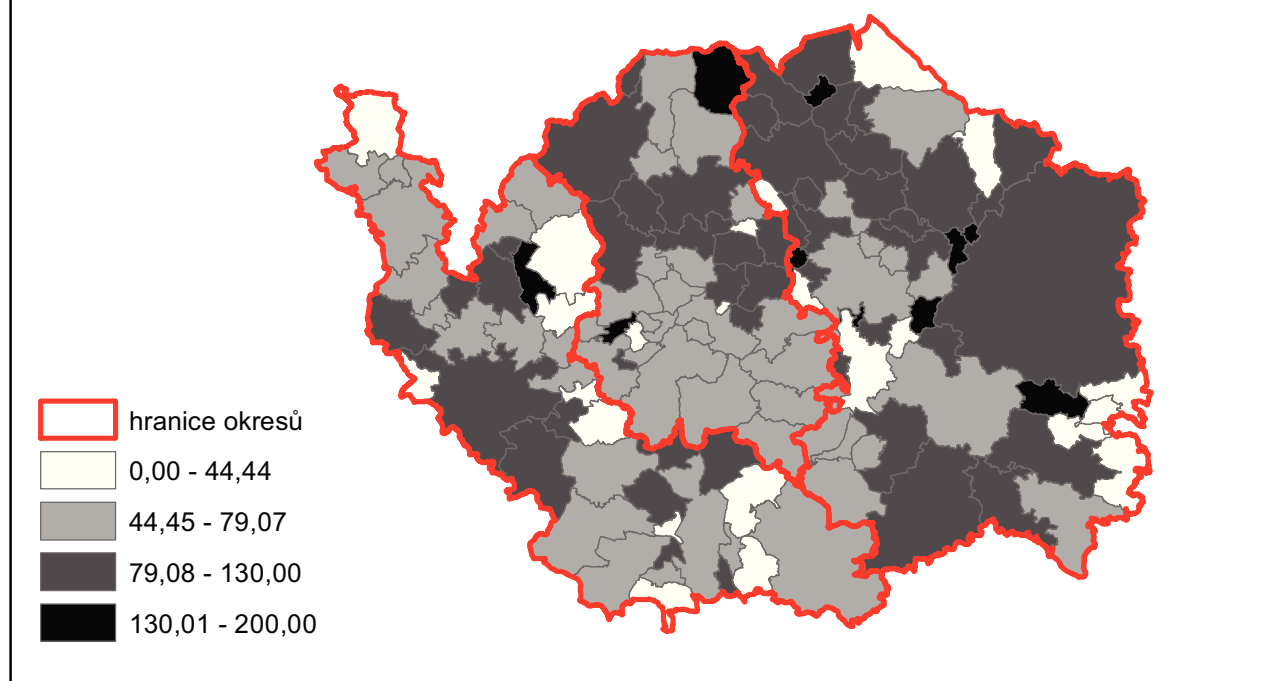 hranice okresů
0,00 - 44,44
44,45 - 79,07
79,08 - 130,00
130,01 - 200,00